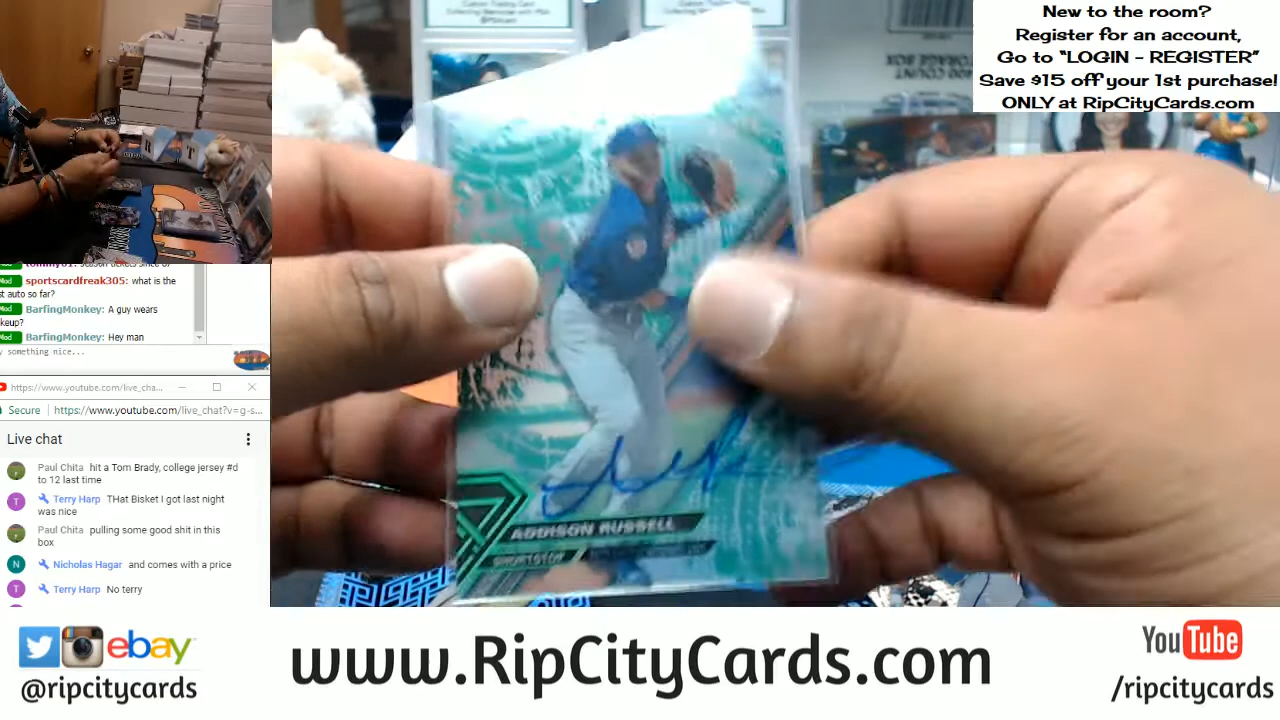 New to the room?
Register for an account,
Go to “LOGIN - REGISTER”
Save $15 off your 1st purchase!
ONLY at RipCityCards.com
Custom Trading Card
sportscardfreak305: what is the
auto so far?
BarfingMonkey: A guy wears
BarfingMonkey: Hey man
something nice...
https://www.youtube.com/live_cha...
Secure https://www.youtube.com/live_chat?v=g-s...
Live chat
Paul Chita hit a Tom Brady, college jersey #d
to 12 last time
T Terry Harp THat Bisket I got last night
was nice
Paul Chita pulling some good shit in this
box
N Nicholas Hagar and comes with a price
T Terry Harp No terry
ADDISON RUSSELL
SHORTSTOP
ebay
@ripcitycards
www.RipCityCards.com
YouTube
/ripcitycards